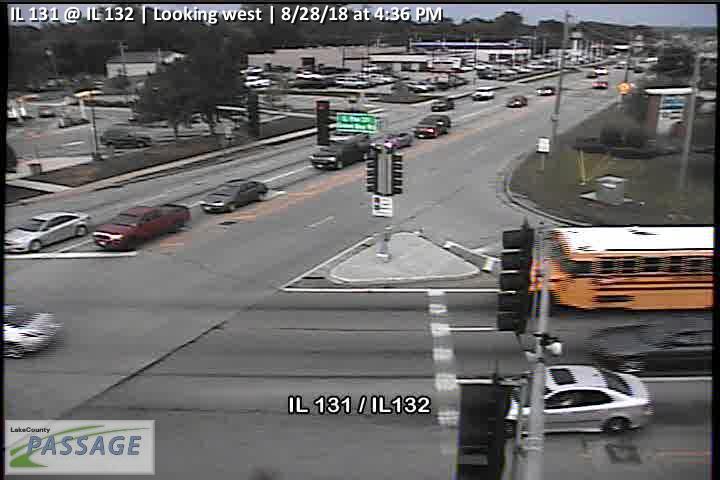 IL 131 @ IL 132 | Looking west | 8/28/18 at 4:36 PM
IL 131 / IL132
LakeCounty
PASSAGE